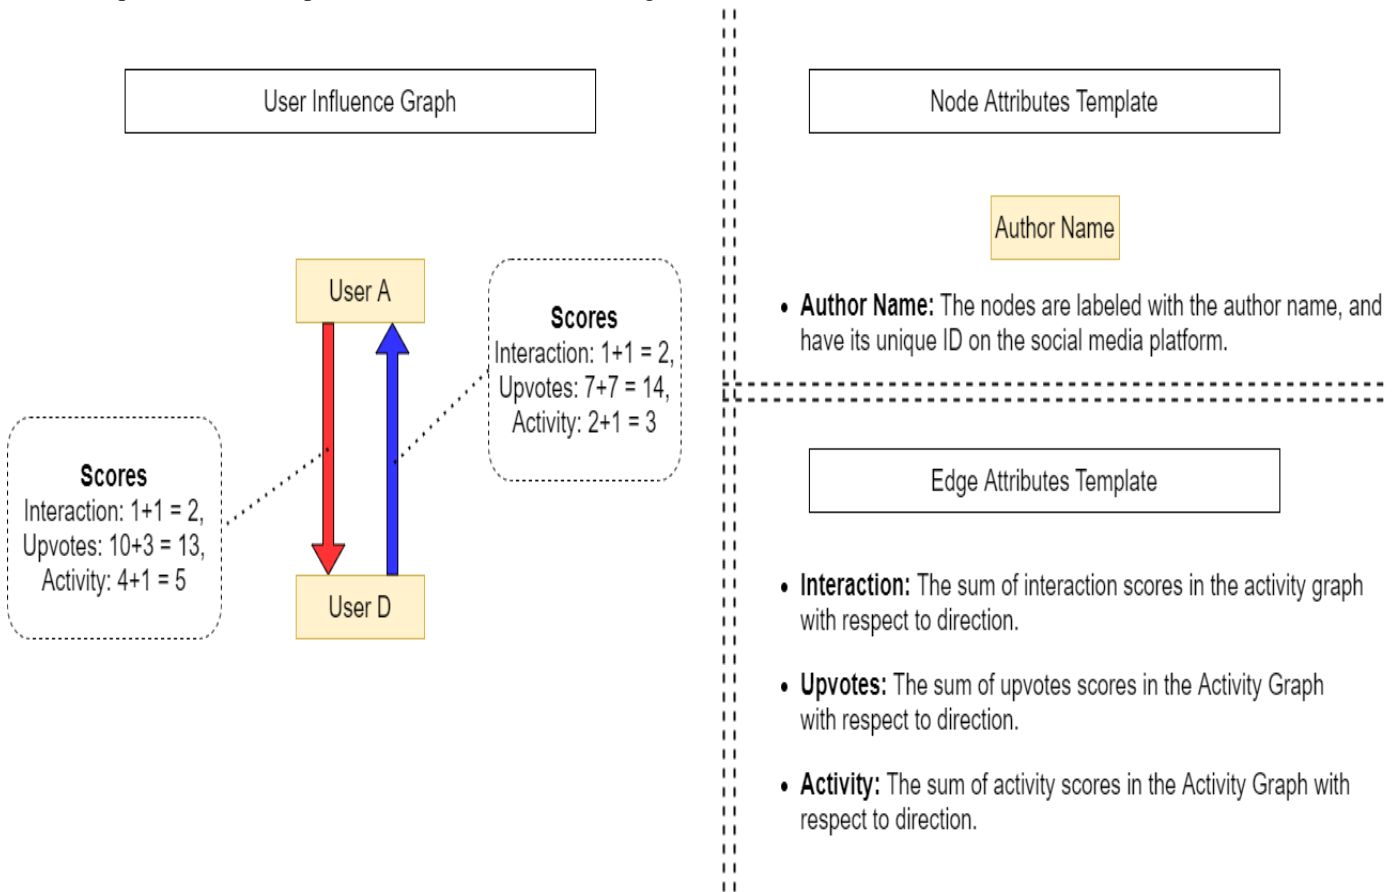 User Influence Graph
User A
Scores
Interaction: 1+1 = 2,
Upvotes: 7+7 = 14,
Activity: 2+1 = 3
Scores
Interaction: 1+1 = 2,
Upvotes: 10+3 = 13,
Activity: 4+1 = 5
User D
Node Attributes Template
Author Name
• Author Name: The nodes are labeled with the author name, and
have its unique ID on the social media platform.
Edge Attributes Template
• Interaction: The sum of interaction scores in the activity graph
with respect to direction.
• Upvotes: The sum of upvotes scores in the Activity Graph
with respect to direction.
• Activity: The sum of activity scores in the Activity Graph with
respect to direction.